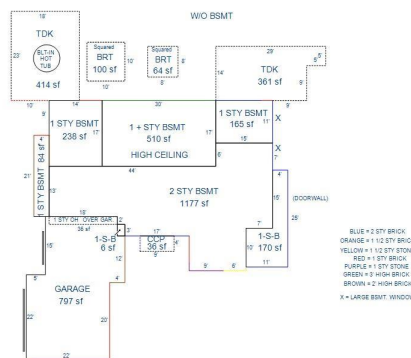 W/O BSMT
18'
TDK
BLT-IN
HOT
TUB
23'
414 sf
Squared
BRT
100 sf
10'
10'
Squared
BRT
64 sf
8'
8'
29'
5'
5'
14'
TDK
361 sf
10'
9'
14'
30'
9'
1 STY BSMT
238 sf
17'
1 + STY BSMT
510 sf
HIGH CEILING
17'
1 STY BSMT
165 sf
11'
X
15'
6'
X
7'
4'
4'
1 STY BSMT 84 sf
21'
13'
44'
2 STY BSMT
1177 sf
15'
(DOORWALL)
25'
1 STY OH OVER GAR.
36 sf
2'
3'
1-S-B
6 sf
17'
CCP
36 sf
4'
9'
7'
10'
1-S-B
170 sf
11'
9'
6'
15'
12'
5'
4'
GARAGE
797 sf
22'
20'
22'
BLUE = 2 STY BRICK
ORANGE = 1 1/2 STY BRIC
YELLOW = 1 1/2 STY STON
RED = 1 STY BRICK
PURPLE = 1 STY STONE
GREEN = 3' HIGH BRICK
BROWN = 2' HIGH BRICK
X = LARGE BSMT. WINDOW